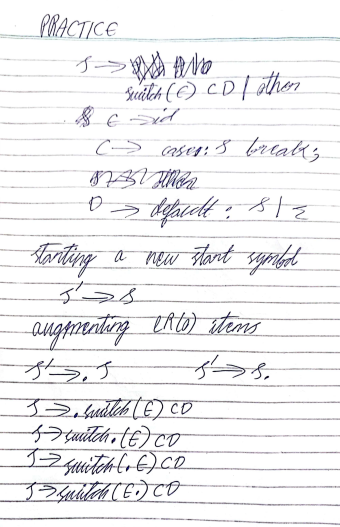 PRACTICE
S →
switch(E) CD | other
E → id
C → case n: S break;
D → default : S | ε
starting a new start symbol
S' → S
augmenting LR(0) items
S' → . S S' → S.
S → . switch(E) CD
S → switch . (E) CD
S → switch (. E) CD
S → switch (E.) CD